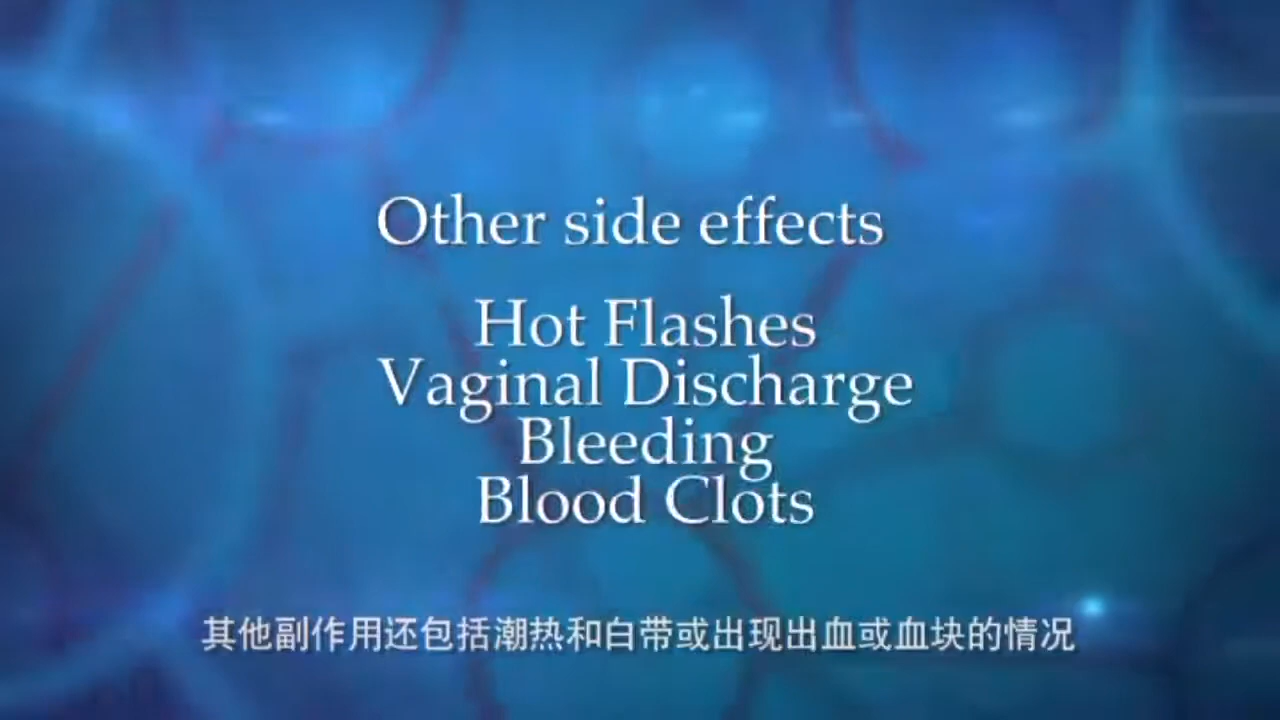 Other side effects
Hot Flashes
Vaginal Discharge
Bleeding
Blood Clots
其他副作用还包括潮热和白带或出现出血或血块的情况